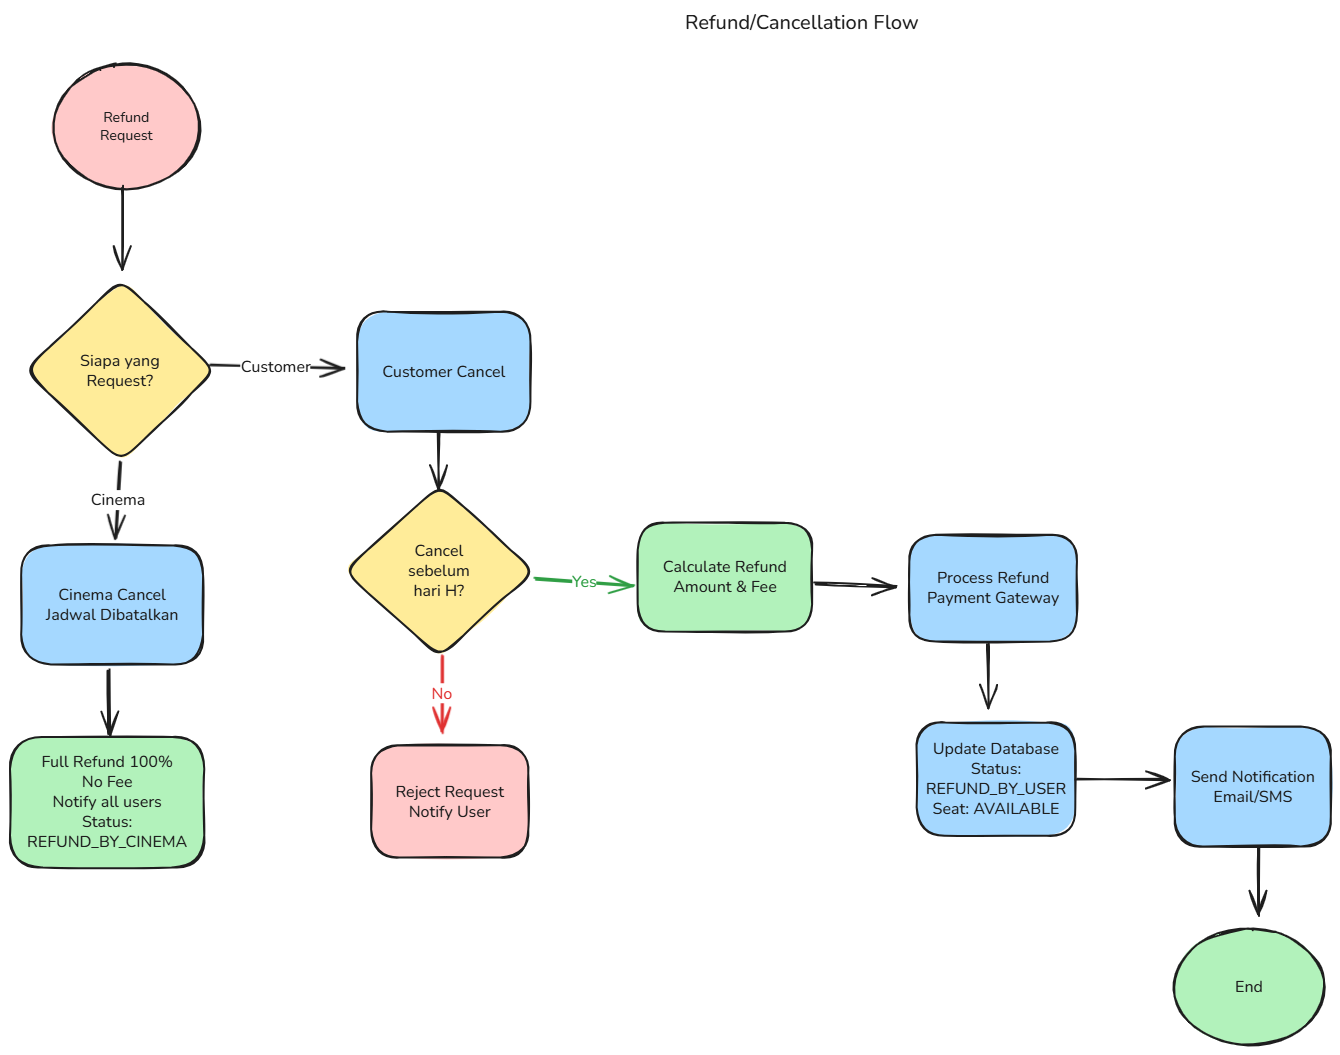 Refund/Cancellation Flow
Refund
Request
Siapa yang
Request?
Customer
Customer Cancel
Cinema
Cinema Cancel
Jadwal Dibatalkan
Full Refund 100%
No Fee
Notify all users
Status:
REFUND_BY_CINEMA
Cancel
sebelum
hari H?
Yes
No
Reject Request
Notify User
Calculate Refund
Amount & Fee
Process Refund
Payment Gateway
Update Database
Status:
REFUND_BY_USER
Seat: AVAILABLE
Send Notification
Email/SMS
End